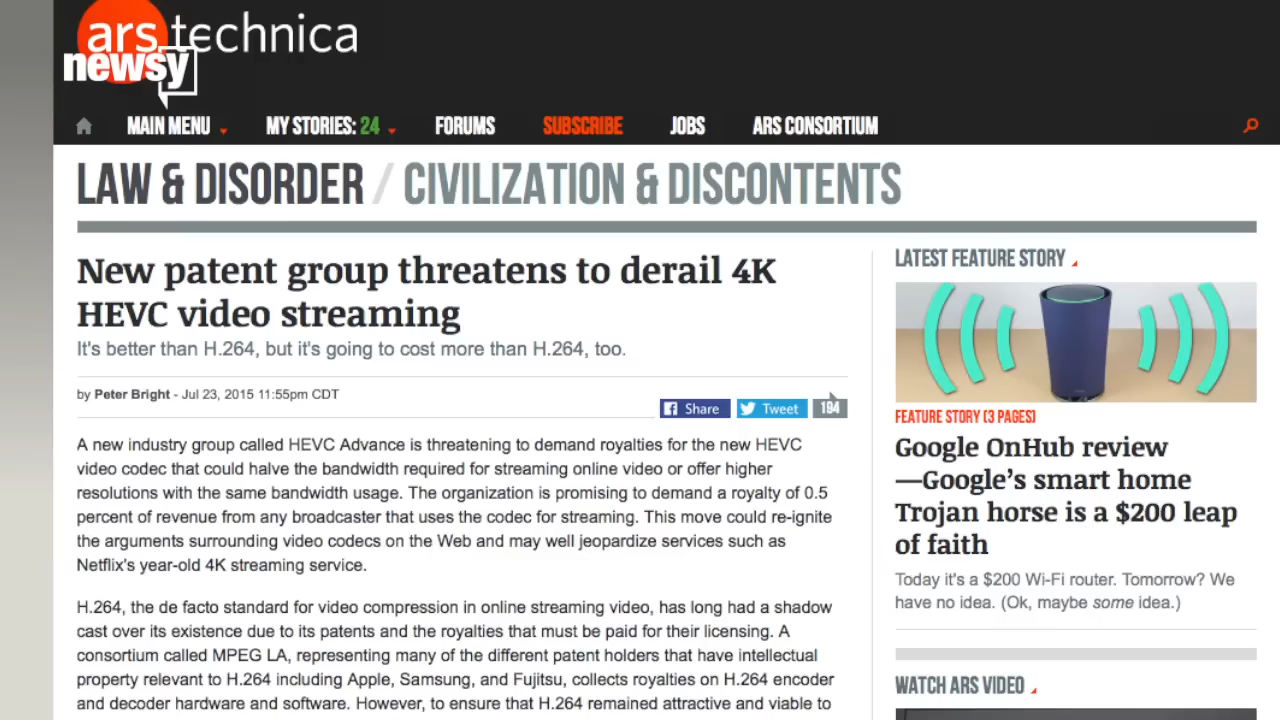 ars technica
newsy
MAIN MENU
MY STORIES: 24
FORUMS
SUBSCRIBE
JOBS
ARS CONSORTIUM
LAW & DISORDER / CIVILIZATION & DISCONTENTS
New patent group threatens to derail 4K
HEVC video streaming
It's better than H.264, but it's going to cost more than H.264, too.
by Peter Bright - Jul 23, 2015 11:55pm CDT
Share
Tweet
194
A new industry group called HEVC Advance is threatening to demand royalties for the new HEVC
video codec that could halve the bandwidth required for streaming online video or offer higher
resolutions with the same bandwidth usage. The organization is promising to demand a royalty of 0.5
percent of revenue from any broadcaster that uses the codec for streaming. This move could re-ignite
the arguments surrounding video codecs on the Web and may well jeopardize services such as
Netflix's year-old 4K streaming service.
H.264, the de facto standard for video compression in online streaming video, has long had a shadow
cast over its existence due to its patents and the royalties that must be paid for their licensing. A
consortium called MPEG LA, representing many of the different patent holders that have intellectual
property relevant to H.264 including Apple, Samsung, and Fujitsu, collects royalties on H.264 encoder
and decoder hardware and software. However, to ensure that H.264 remained attractive and viable to
LATEST FEATURE STORY
FEATURE STORY (3 PAGES)
Google OnHub review
—Google's smart home
Trojan horse is a $200 leap
of faith
Today it's a $200 Wi-Fi router. Tomorrow? We
have no idea. (Ok, maybe some idea.)
WATCH ARS VIDEO